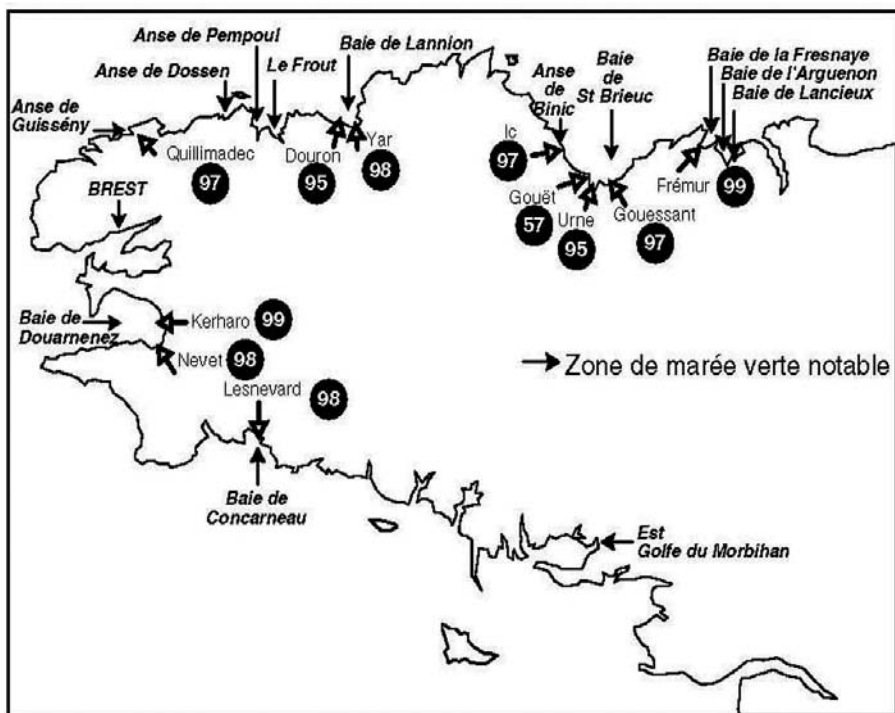 Anse de Pempoul
Baie de Lannion
Anse de Dossen
Le Frout
Anse de
Guissény
Quillimadec
97
Douron
95
Yar
98
Anse
de
Binic
Baie
de
St Brieuc
Baie de la Fresnaye
Baie de l'Arguenon
Baie de Lancieux
Ic
97
Gouët
57
Urne
95
Gouessant
97
Frémur
99
BREST
Baie de
Douarnenez
Kerharo
99
Nevet
98
Lesnevard
98
Zone de marée verte notable
Baie de
Concarneau
Est
Golfe du Morbihan